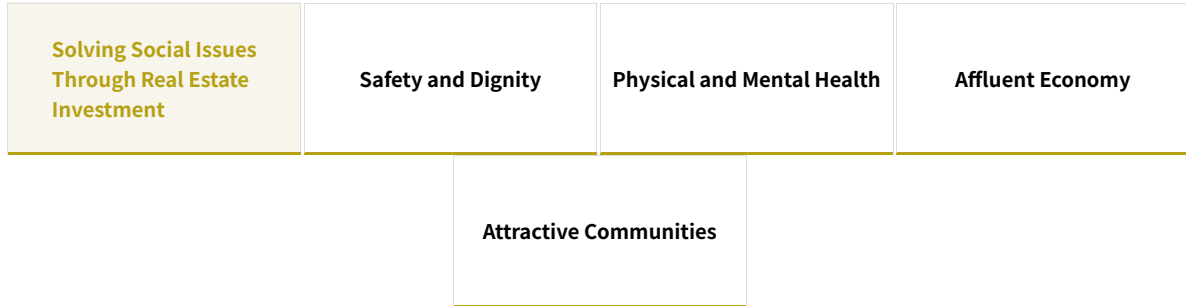 Solving Social Issues
Through Real Estate
Investment
Safety and Dignity
Physical and Mental Health
Affluent Economy
Attractive Communities